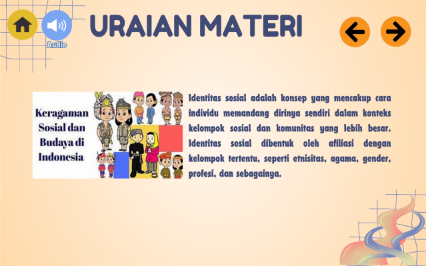 URAIAN MATERI
Audio
Keragaman
Sosial dan
Budaya di
Indonesia
Identitas sosial adalah konsep yang mencakup cara
individu memandang dirinya sendiri dalam konteks
kelompok sosial dan komunitas yang lebih besar.
Identitas sosial dibentuk oleh afiliasi dengan
kelompok tertentu, seperti etnisitas, agama, gender,
profesi, dan sebagainya.